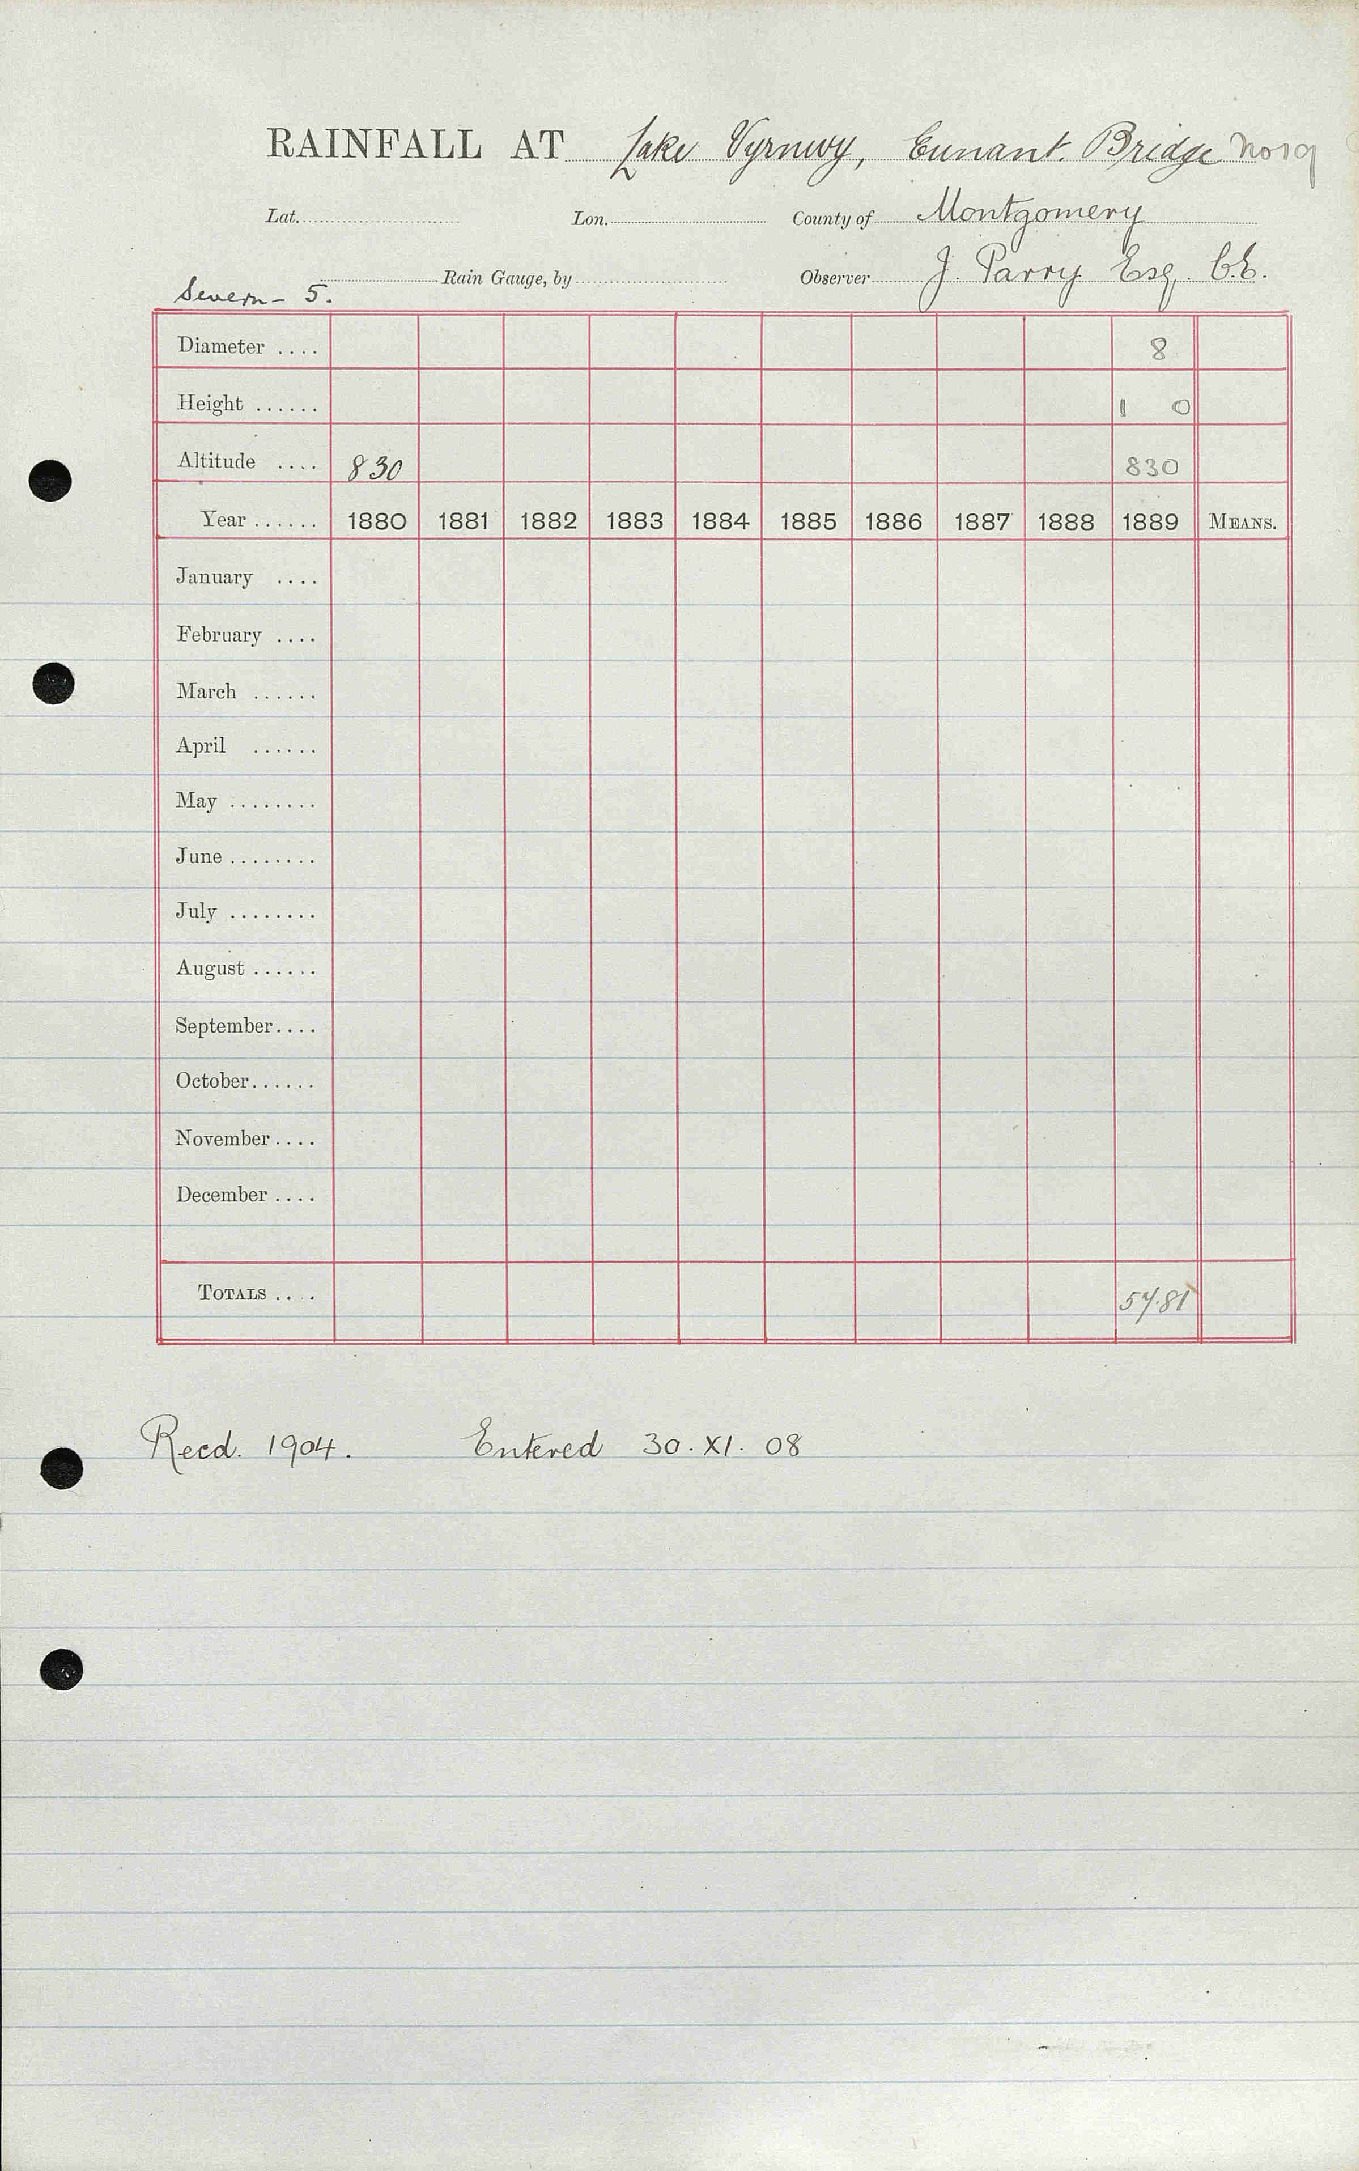 RAINFALL AT Lake Vyrnwy, Eunant Bridge No 19
Lat. Lon. County of Montgomery
Rain Gauge, by Observer J. Parry Esq. C.E.
Severn - 5.
Diameter .... 8
Height ...... 1 0
Altitude .... 830 830
Year ...... 1880 1881 1882 1883 1884 1885 1886 1887 1888 1889 MEANS.
January ....
February ....
March ......
April ......
May ........
June ........
July ........
August ......
September....
October......
November....
December....
TOTALS .... 57.81
Recd. 1904. Entered 30. XI. 08